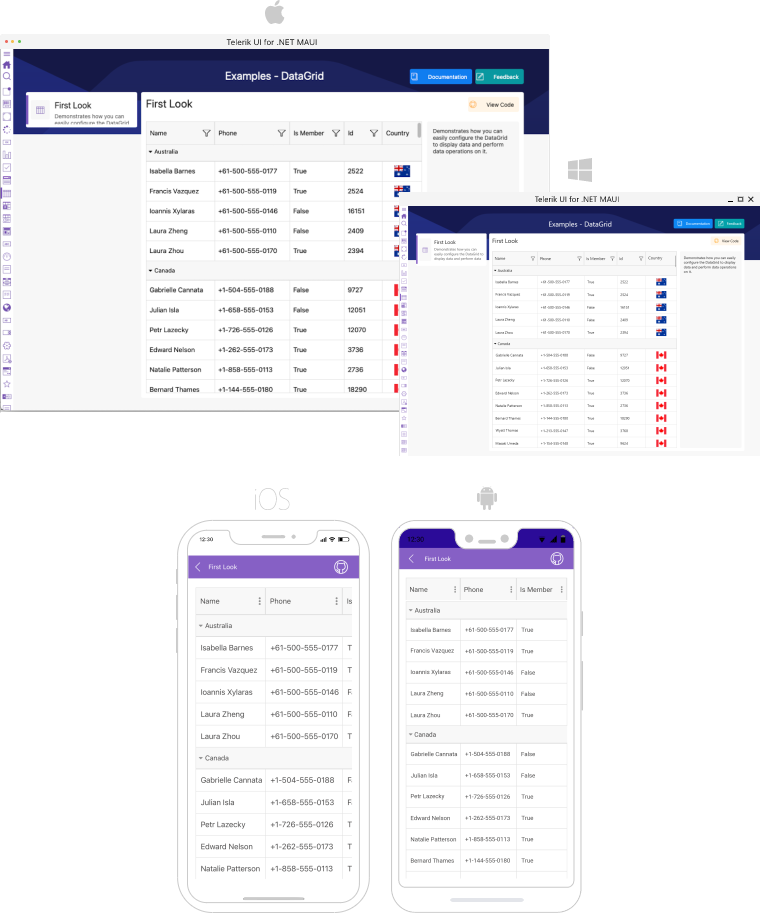 Telerik UI for .NET MAUI
Examples - DataGrid
Documentation
Feedback
First Look
Demonstrates how you can
easily configure the DataGrid
First Look
View Code
Name Phone Is Member Id Country
Australia
Isabella Barnes +61-500-555-0177 True 2522
Francis Vazquez +61-500-555-0119 True 2524
Ioannis Xylaras +61-500-555-0146 False 16151
Laura Zheng +61-500-555-0110 False 2409
Laura Zhou +61-500-555-0170 True 2394
Canada
Gabrielle Cannata +1-504-555-0188 False 9727
Julian Isla +1-658-555-0153 False 12051
Petr Lazecky +1-726-555-0126 True 12070
Edward Nelson +1-262-555-0173 True 3736
Natalie Patterson +1-858-555-0113 True 2736
Bernard Thames +1-144-555-0180 True 18290
Demonstrates how you can
easily configure the DataGrid
to display data and perform
data operations on it.
Telerik UI for .NET MAUI
Examples - DataGrid
Documentation
Feedback
First Look
Demonstrates how you can easily
configure the DataGrid to display
data and perform data
First Look
View Code
Name Phone Is Member Id Country
Australia
Isabella Barnes +61-500-555-0177 True 2522
Francis Vazquez +61-500-555-0119 True 2524
Ioannis Xylaras +61-500-555-0146 False 16151
Laura Zheng +61-500-555-0110 False 2409
Laura Zhou +61-500-555-0170 True 2394
Canada
Gabrielle Cannata +1-504-555-0188 False 9727
Julian Isla +1-658-555-0153 False 12051
Petr Lazecky +1-726-555-0126 True 12070
Edward Nelson +1-262-555-0173 True 3736
Natalie Patterson +1-858-555-0113 True 2736
Bernard Thames +1-144-555-0180 True 18290
Wyatt Thames
Demonstrates how you can easily
configure the DataGrid to display
data and perform data operations
on it.
iOS
12:30
First Look
Name Phone Is
Australia
Isabella Barnes +61-500-555-0177 T
Francis Vazquez +61-500-555-0119 T
Ioannis Xylaras +61-500-555-0146 F
Laura Zheng +61-500-555-0110 F
Laura Zhou +61-500-555-0170 T
Canada
Gabrielle Cannata +1-504-555-0188 F
Julian Isla +1-658-555-0153 F
Petr Lazecky +1-726-555-0126 T
Edward Nelson +1-262-555-0173 T
Natalie Patterson +1-858-555-0113 T
12:30
First Look
Name Phone Is Member
Australia
Isabella Barnes +61-500-555-0177 True
Francis Vazquez +61-500-555-0119 True
Ioannis Xylaras +61-500-555-0146 False
Laura Zheng +61-500-555-0110 False
Laura Zhou +61-500-555-0170 True
Canada
Gabrielle Cannata +1-504-555-0188 False
Julian Isla +1-658-555-0153 False
Petr Lazecky +1-726-555-0126 True
Edward Nelson +1-262-555-0173 True
Natalie Patterson +1-858-555-0113 True
Bernard Thames +1-144-555-0180 True